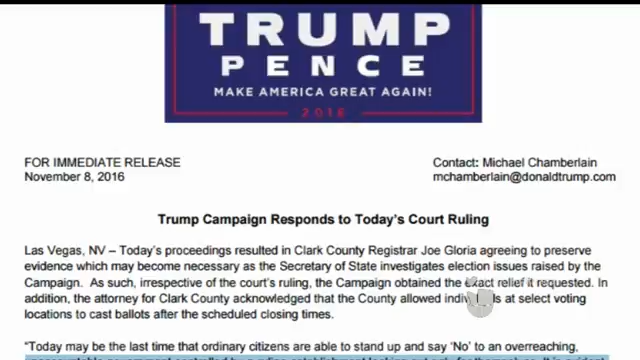 TRUMP
PENCE
MAKE AMERICA GREAT AGAIN!
2016
FOR IMMEDIATE RELEASE
November 8, 2016
Contact: Michael Chamberlain
mchamberlain@donaldtrump.com
Trump Campaign Responds to Today's Court Ruling
Las Vegas, NV – Today's proceedings resulted in Clark County Registrar Joe Gloria agreeing to preserve
evidence which may become necessary as the Secretary of State investigates election issues raised by the
Campaign. As such, irrespective of the court's ruling, the Campaign obtained the exact relief it requested. In
addition, the attorney for Clark County acknowledged that the County allowed individuals at select voting
locations to cast ballots after the scheduled closing times.
"Today may be the last time that ordinary citizens are able to stand up and say 'No' to an overreaching,